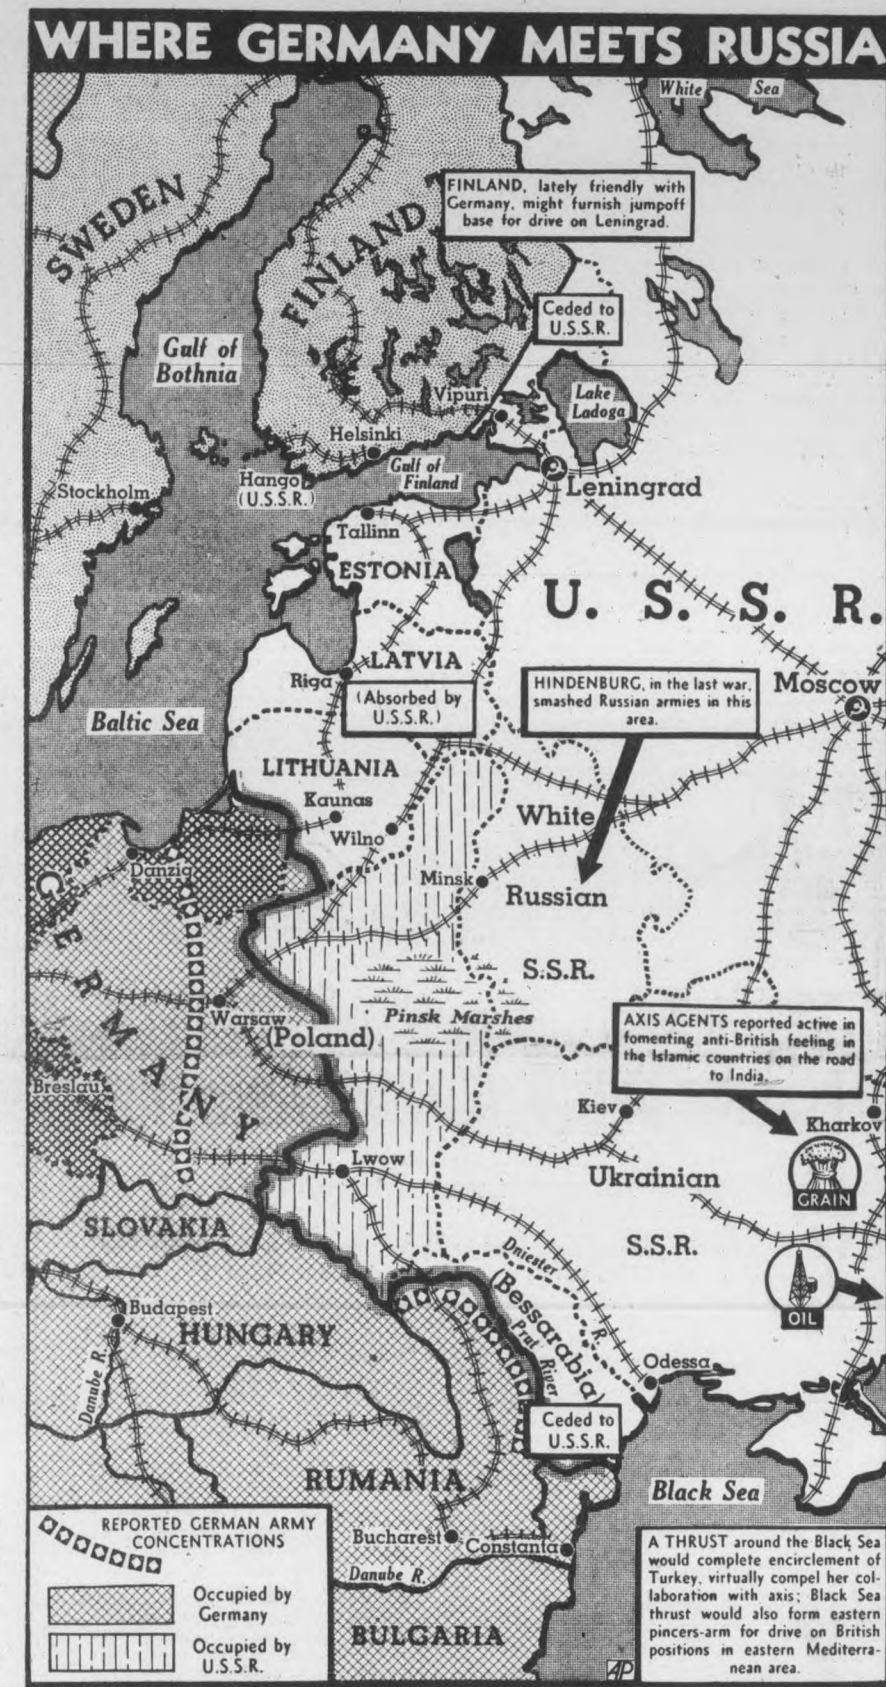 WHERE GERMANY MEETS RUSSIA
White Sea
FINLAND, lately friendly with
Germany, might furnish jumpoff
base for drive on Leningrad.
SWEDEN
FINLAND
Ceded to
U.S.S.R.
Gulf of
Bothnia
Vipuri
Lake
Ladoga
Helsinki
Gulf of
Finland
Hango
(U.S.S.R.)
Stockholm
Leningrad
Tallinn
ESTONIA
U. S. S. R.
LATVIA
Riga
(Absorbed by
U.S.S.R.)
HINDENBURG, in the last war,
smashed Russian armies in this
area.
Moscow
Baltic Sea
LITHUANIA
Kaunas
Wilno
White
Russian
S.S.R.
Danzig
Minsk
GERMANY
Warsaw
(Poland)
Pinsk Marshes
AXIS AGENTS reported active in
fomenting anti-British feeling in
the Islamic countries on the road
to India.
Breslau
Kiev
Kharkov
Lwow
GRAIN
Ukrainian
S.S.R.
SLOVAKIA
Dniester R.
(Bessarabia)
Prut River
OIL
Budapest
HUNGARY
Danube R.
Odessa
Ceded to
U.S.S.R.
RUMANIA
Black Sea
Bucharest
Constanta
Danube R.
BULGARIA
REPORTED GERMAN ARMY
CONCENTRATIONS
Occupied by
Germany
Occupied by
U.S.S.R.
A THRUST around the Black Sea
would complete encirclement of
Turkey, virtually compel her col-
laboration with axis; Black Sea
thrust would also form eastern
pincers-arm for drive on British
positions in eastern Mediterra-
nean area.
AP